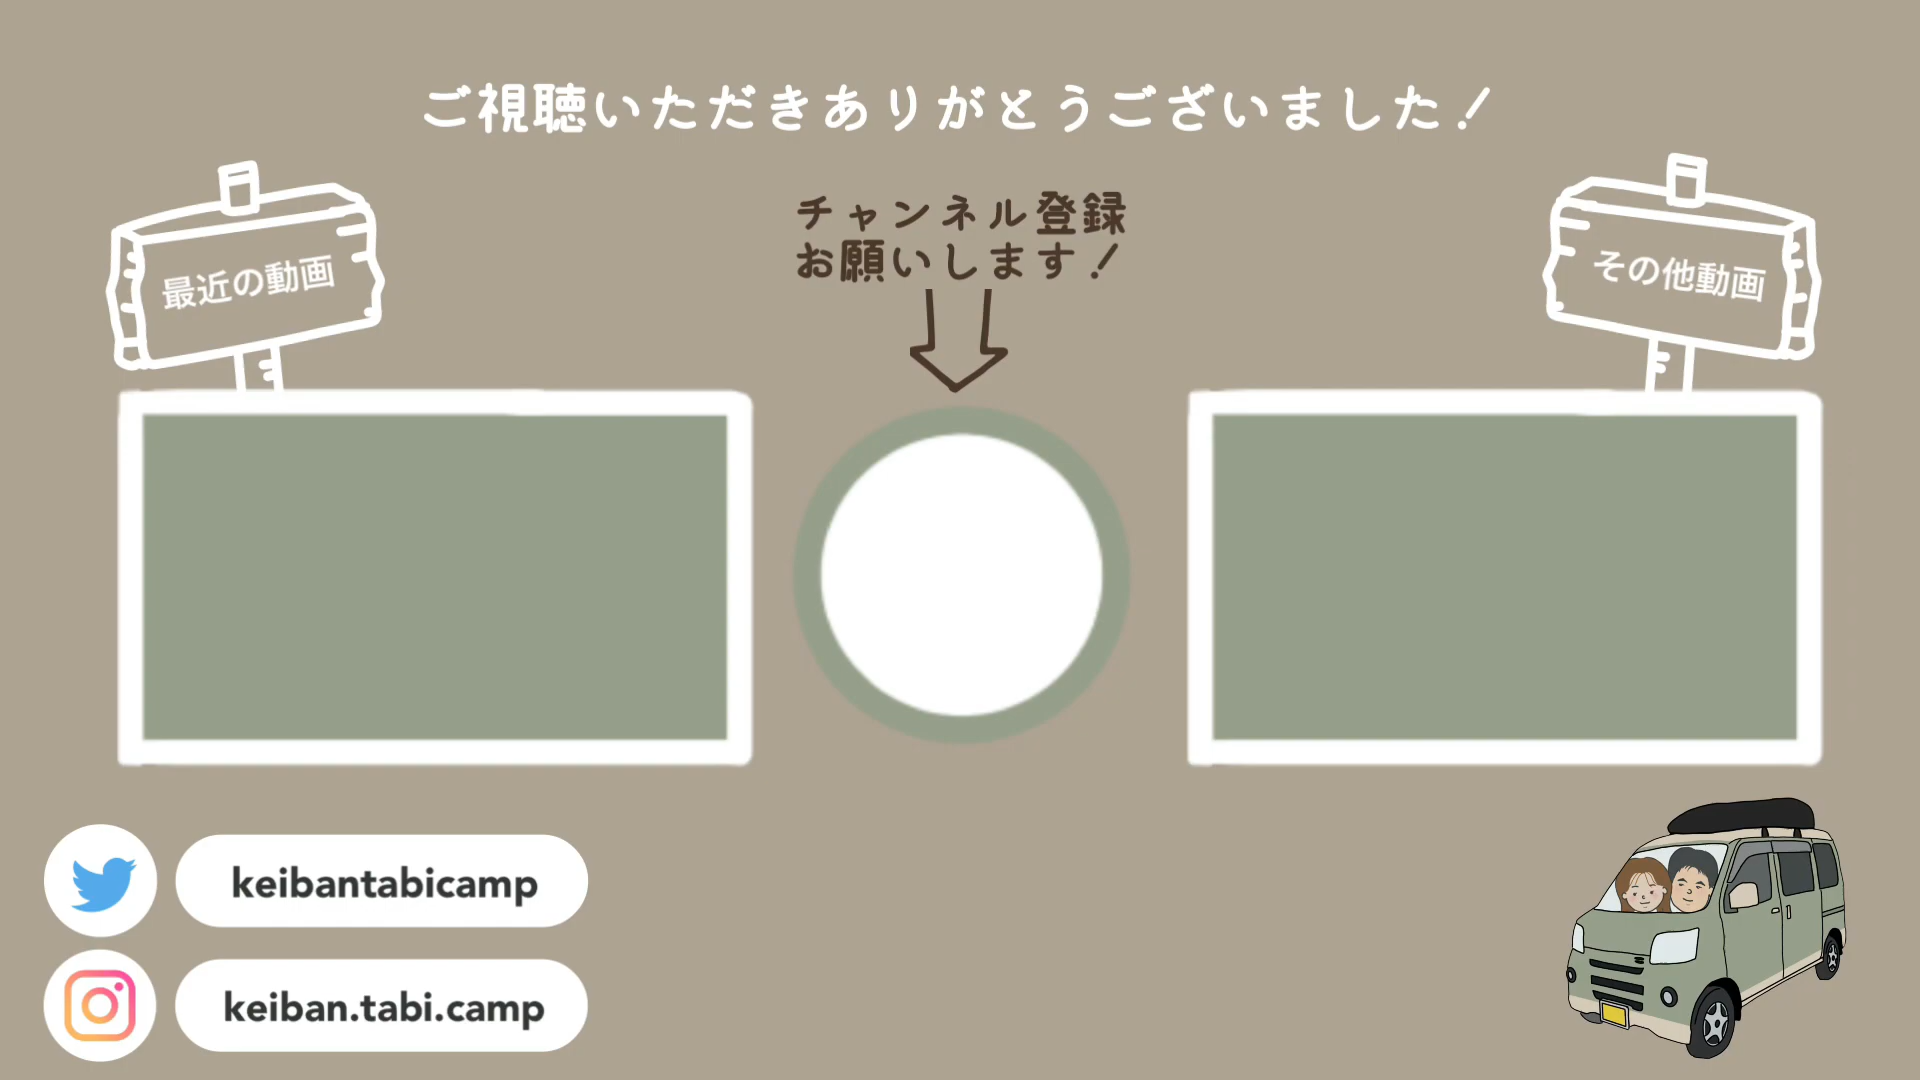 ご視聴いただきありがとうございました！
チャンネル登録
お願いします！
最近の動画
その他動画
keibantabicamp
keiban.tabi.camp